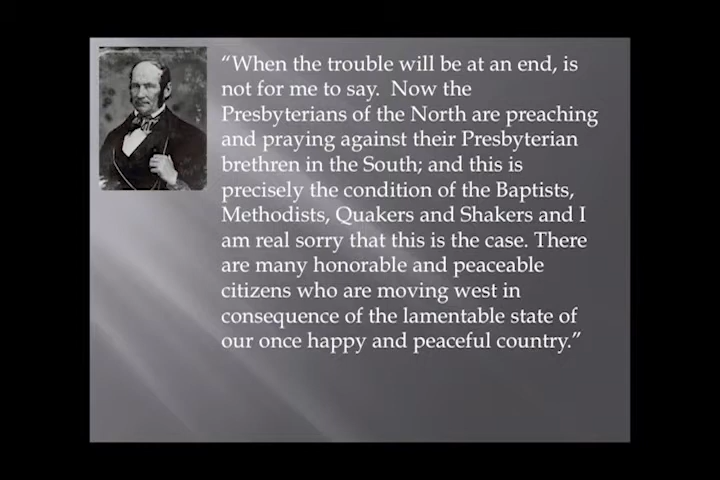 “When the trouble will be at an end, is
not for me to say.  Now the
Presbyterians of the North are preaching
and praying against their Presbyterian
brethren in the South; and this is
precisely the condition of the Baptists,
Methodists, Quakers and Shakers and I
am real sorry that this is the case. There
are many honorable and peaceable
citizens who are moving west in
consequence of the lamentable state of
our once happy and peaceful country.”